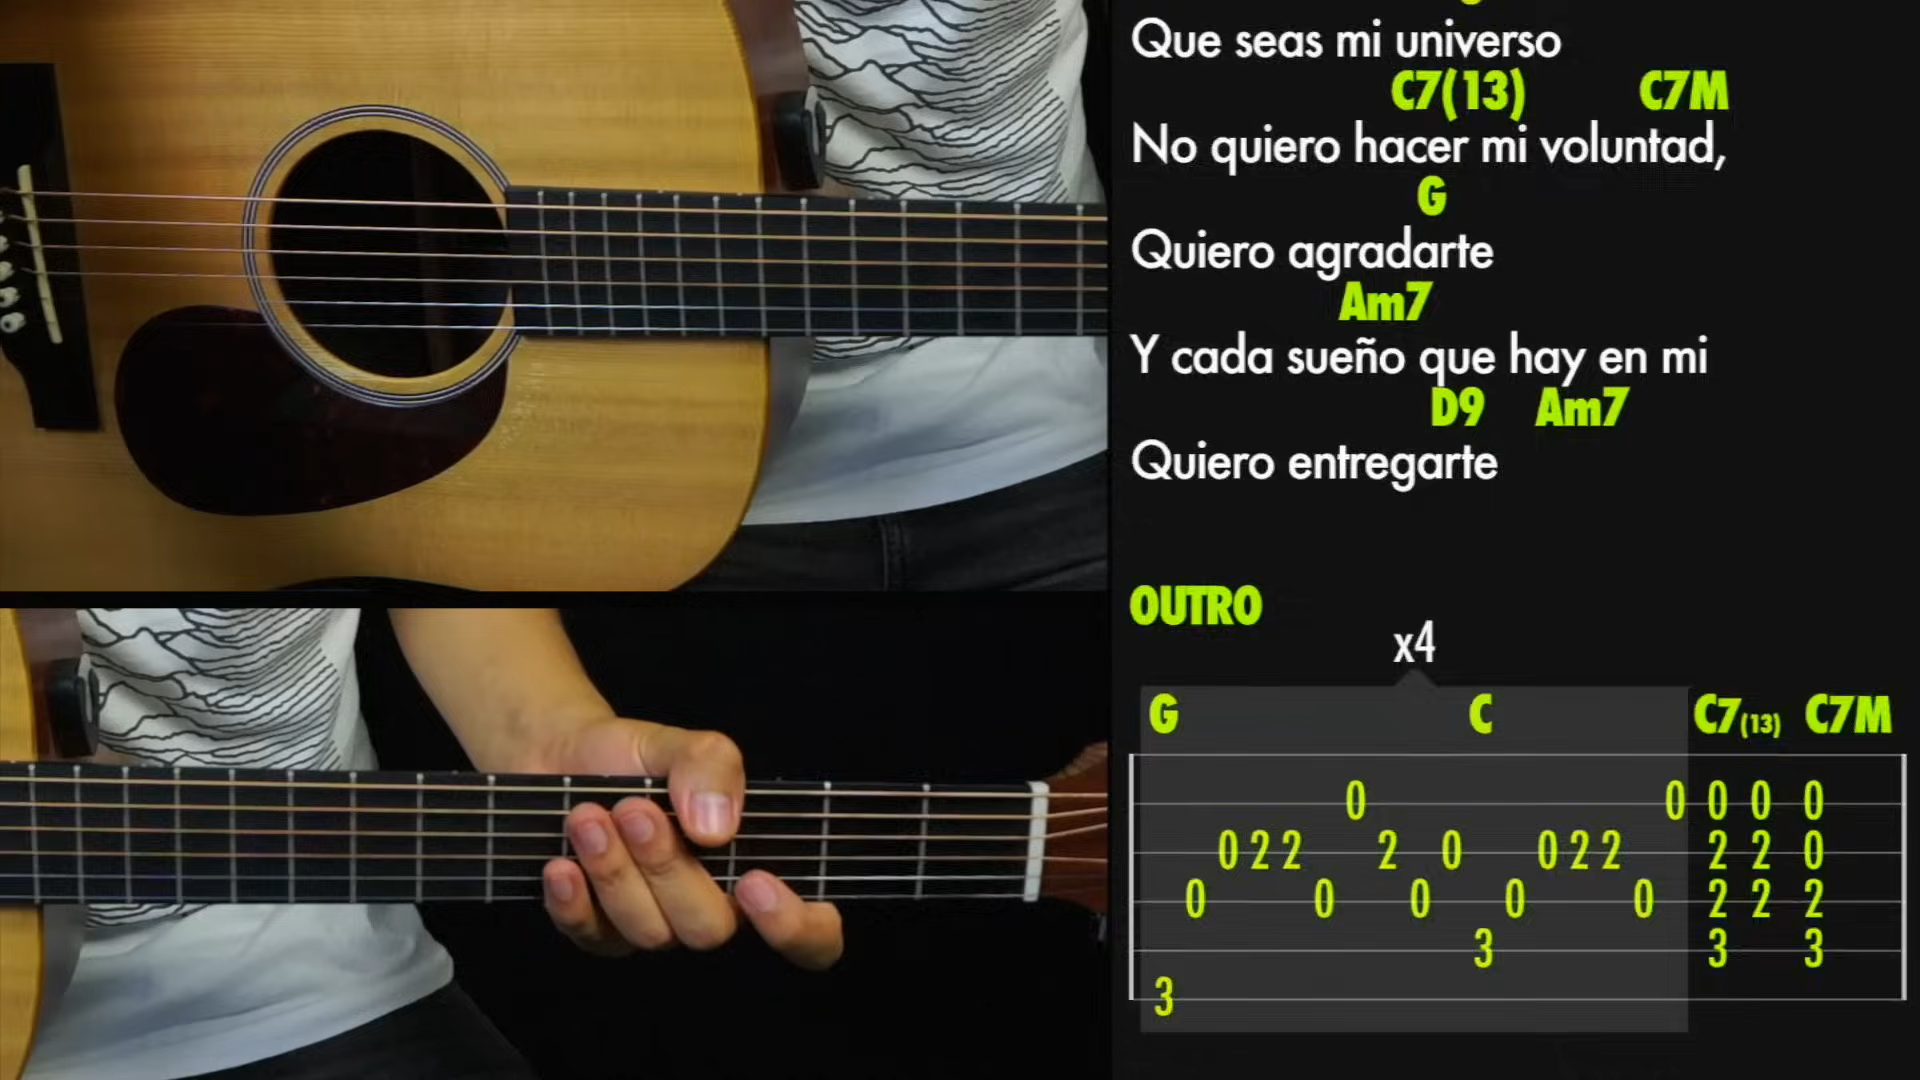 Que seas mi universo
C7(13) C7M
No quiero hacer mi voluntad,
G
Quiero agradarte
Am7
Y cada sueño que hay en mi
D9 Am7
Quiero entregarte
OUTRO
x4
G C C7(13) C7M
0 0 0 0 0
0 2 2 2 0 0 2 2 2 2 0
0 0 0 0 0 2 2 2
3 3 3
3